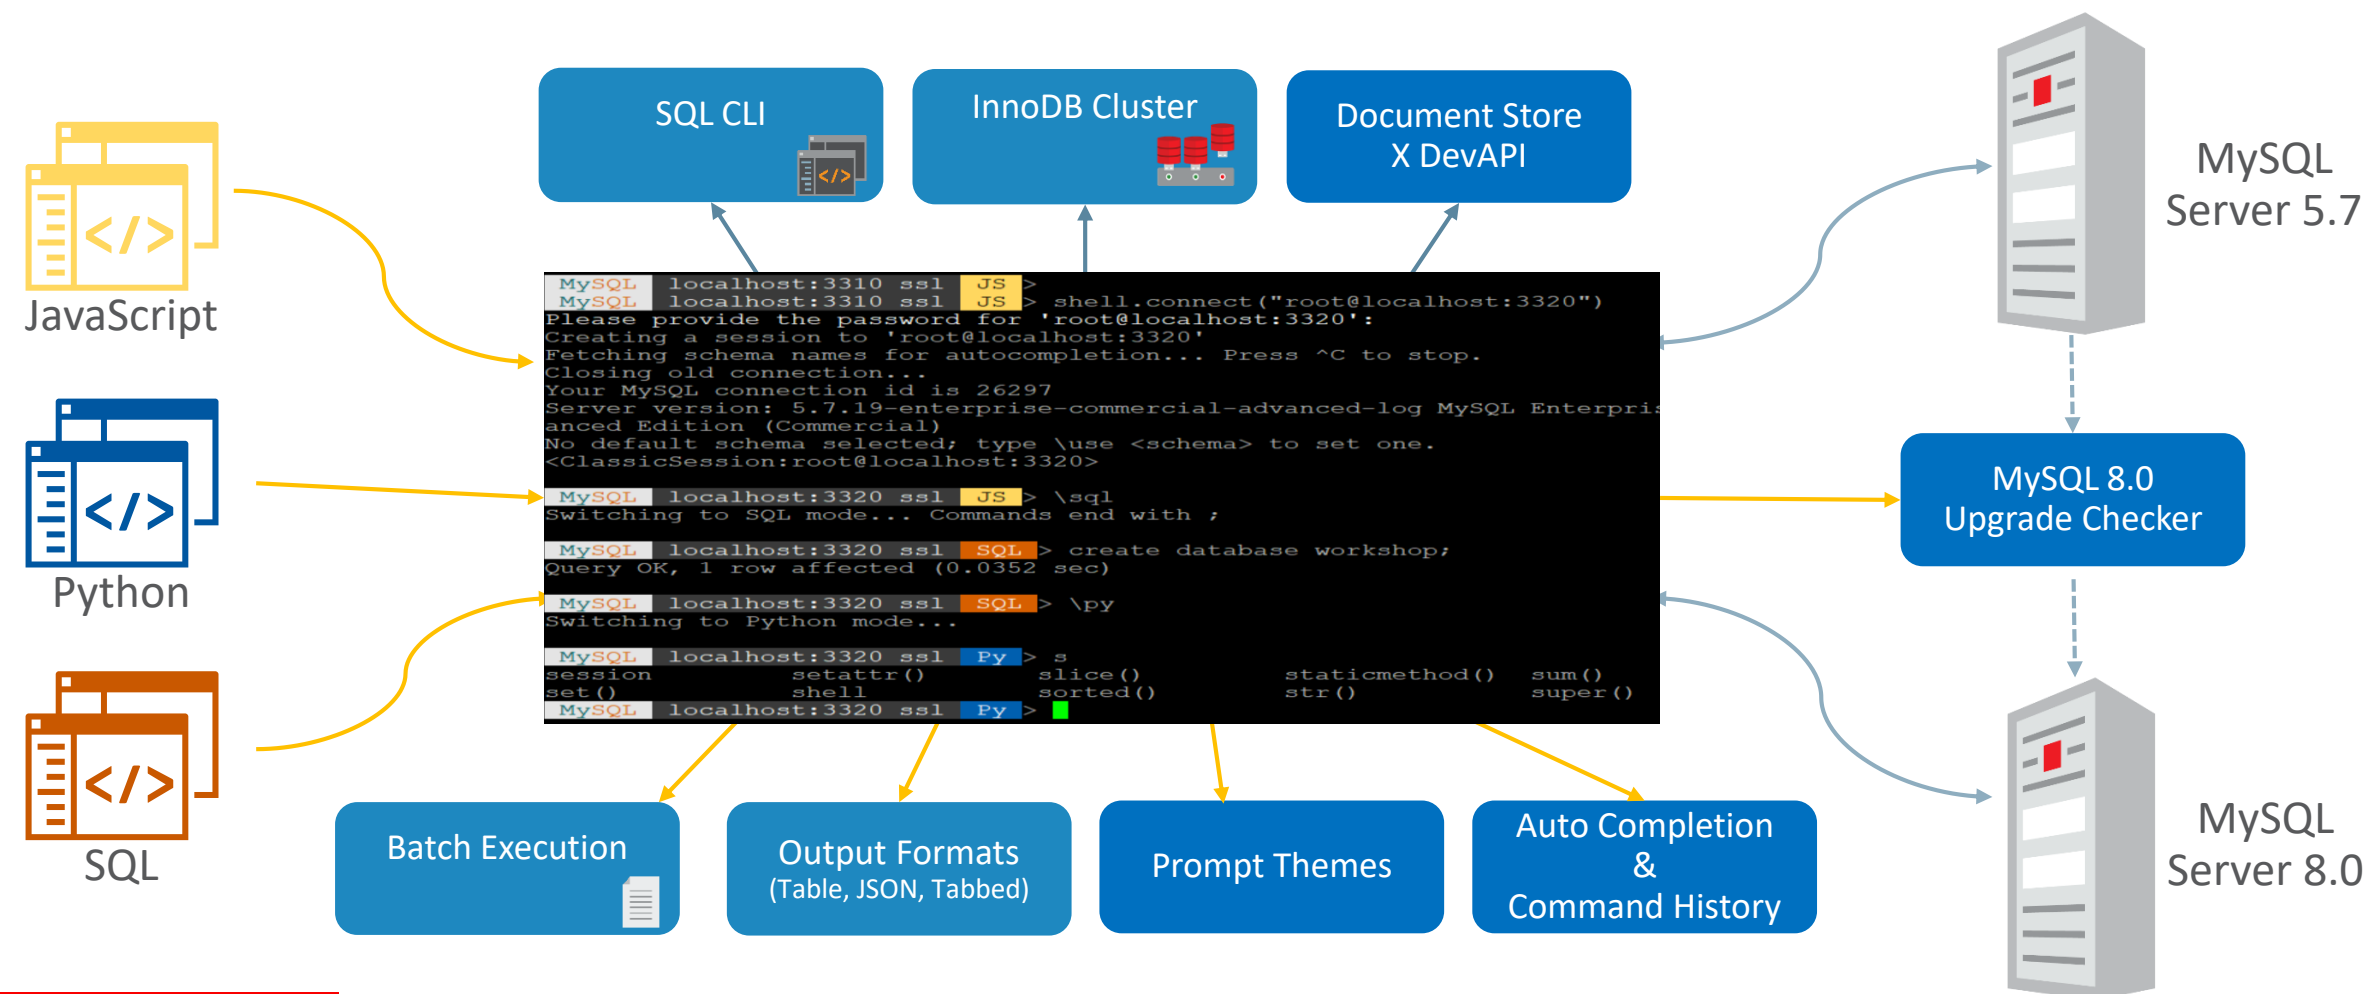 SQL CLI
InnoDB Cluster
Document Store
X DevAPI
JavaScript
Python
SQL
MySQL localhost:3310 ssl JS >
MySQL localhost:3310 ssl JS > shell.connect("root@localhost:3320")
Please provide the password for 'root@localhost:3320':
Creating a session to 'root@localhost:3320'
Fetching schema names for autocompletion... Press ^C to stop.
Closing old connection...
Your MySQL connection id is 26297
Server version: 5.7.19-enterprise-commercial-advanced-log MySQL Enterpris
anced Edition (Commercial)
No default schema selected; type \use <schema> to set one.
<ClassicSession:root@localhost:3320>
MySQL localhost:3320 ssl JS > \sql
Switching to SQL mode... Commands end with ;
MySQL localhost:3320 ssl SQL > create database workshop;
Query OK, 1 row affected (0.0352 sec)
MySQL localhost:3320 ssl SQL > \py
Switching to Python mode...
MySQL localhost:3320 ssl Py > s
session setattr() slice() staticmethod() sum()
set() shell sorted() str() super()
MySQL localhost:3320 ssl Py >
MySQL
Server 5.7
MySQL 8.0
Upgrade Checker
MySQL
Server 8.0
Batch Execution
Output Formats
(Table, JSON, Tabbed)
Prompt Themes
Auto Completion
&
Command History